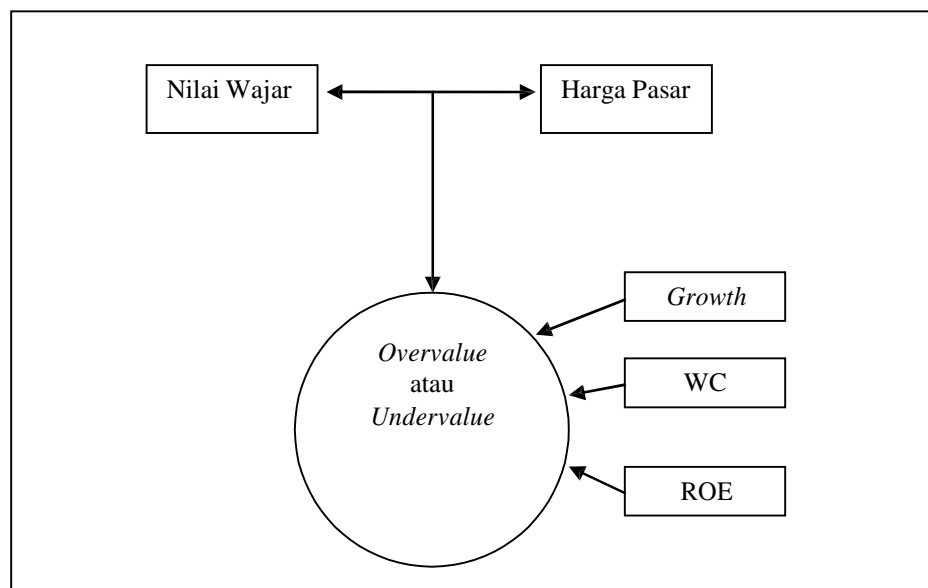 Nilai Wajar
Harga Pasar
Growth
Overvalue
atau
Undervalue
WC
ROE